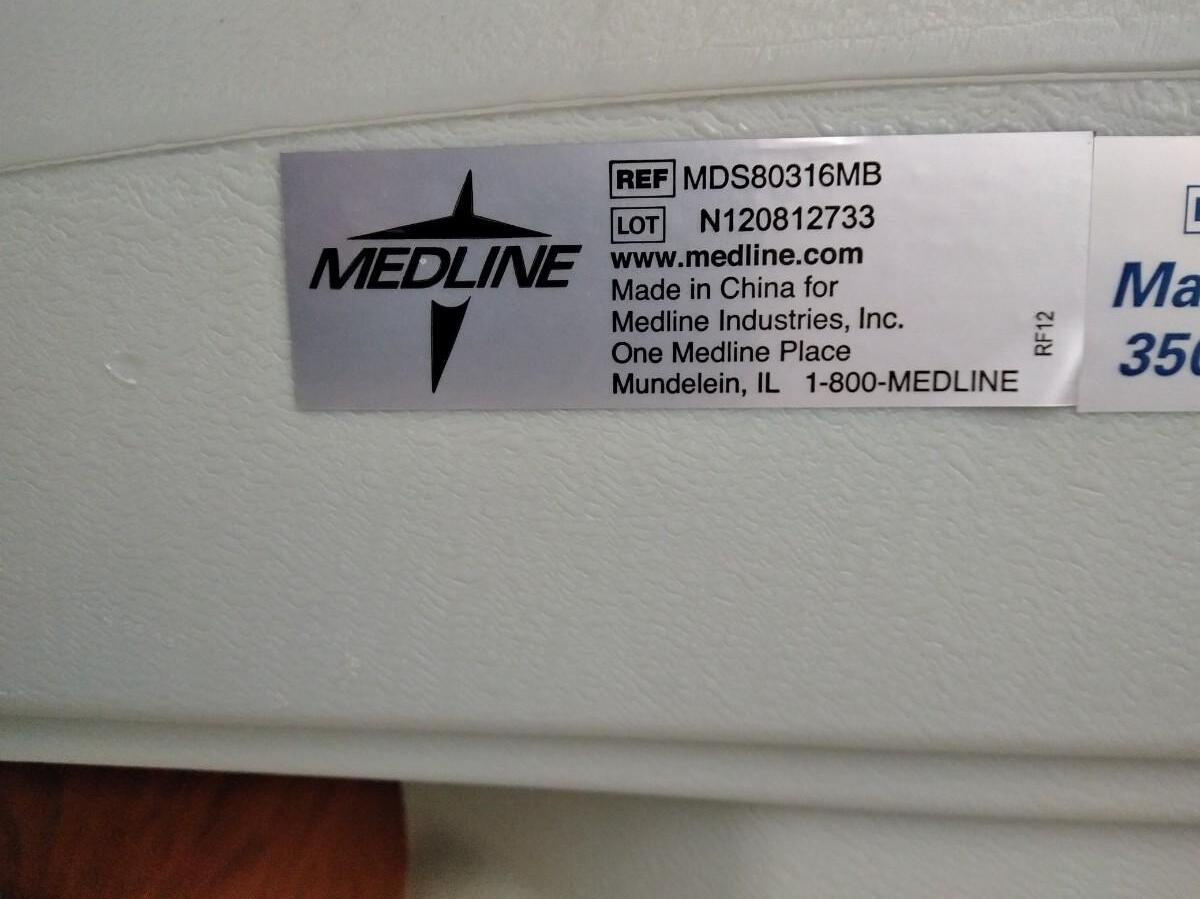 MEDLINE
REF MDS80316MB
LOT N120812733
www.medline.com
Made in China for
Medline Industries, Inc.
One Medline Place
Mundelein, IL 1-800-MEDLINE
RF12